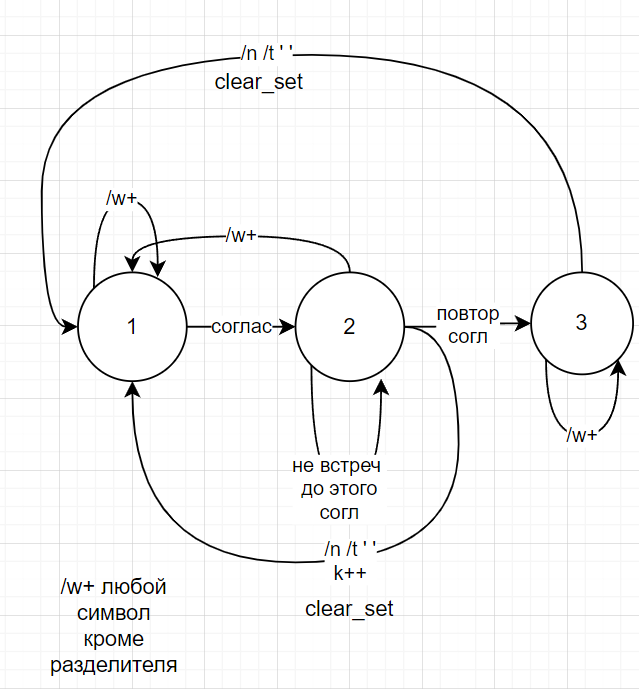 /n /t ' '
clear_set
/w+
/w+
1
соглас
2
повтор
согл
3
/w+
не встреч
до этого
согл
/n /t ' '
k++
clear_set
/w+ любой
символ
кроме
разделителя